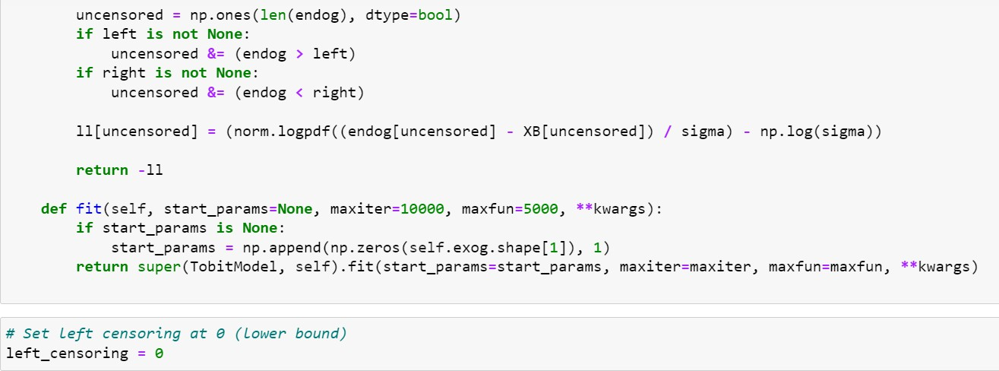 uncensored = np.ones(len(endog), dtype=bool)
        if left is not None:
            uncensored &= (endog > left)
        if right is not None:
            uncensored &= (endog < right)

        ll[uncensored] = (norm.logpdf((endog[uncensored] - XB[uncensored]) / sigma) - np.log(sigma))

        return -ll

    def fit(self, start_params=None, maxiter=10000, maxfun=5000, **kwargs):
        if start_params is None:
            start_params = np.append(np.zeros(self.exog.shape[1]), 1)
        return super(TobitModel, self).fit(start_params=start_params, maxiter=maxiter, maxfun=maxfun, **kwargs)

# Set left censoring at 0 (lower bound)
left_censoring = 0